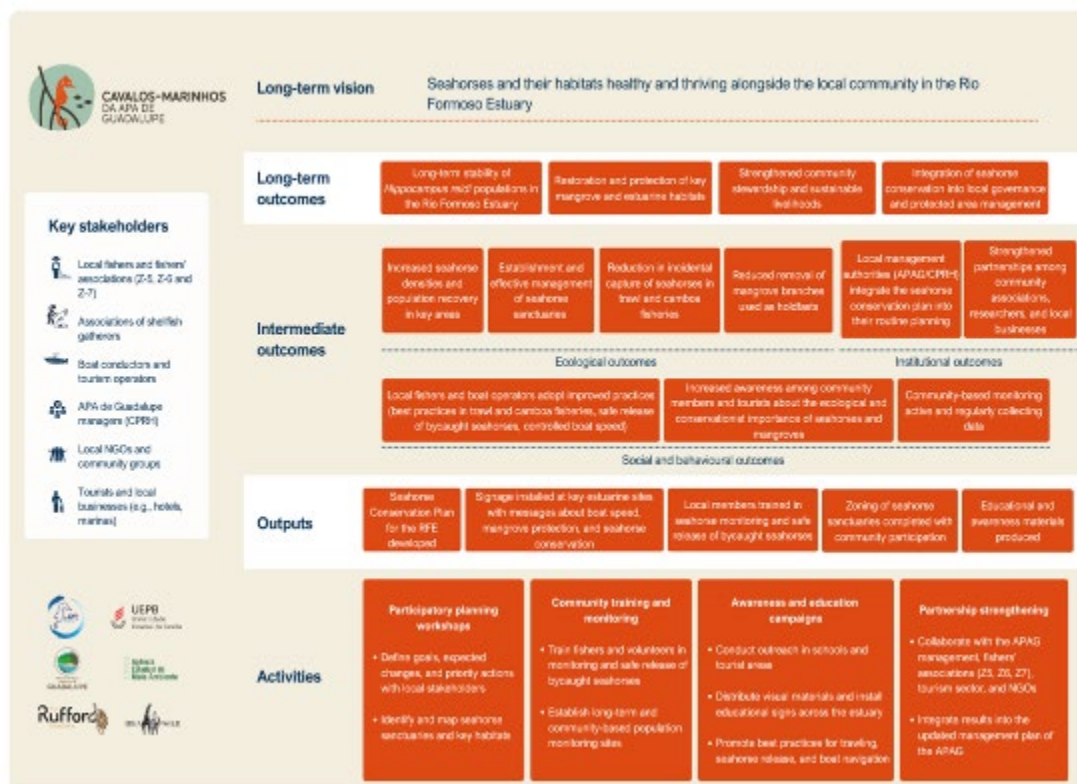 CAVALOS-MARINHOS
DA APA DE
GUADALUPE
Long-term vision
Seahorses and their habitats healthy and thriving alongside the local community in the Rio
Formoso Estuary
Key stakeholders
Local fishers and fishers'
associations (Z-5, Z-6 and
Z-7)
Associations of shellfish
gatherers
Boat conductors and
tourism operators
APA de Guadalupe
managers (CPRH)
Local NGOs and
community groups
Tourists and local
businesses (e.g., hotels,
marinas)
UEPB
GUADALUPE
Rufford
Long-term
outcomes
Long-term stability of
Hippocampus reidi populations in
the Rio Formoso Estuary
Restoration and protection of key
mangrove and estuarine habitats
Strengthened community
stewardship and sustainable
livelihoods
Integration of seahorse
conservation into local governance
and protected area management
Intermediate
outcomes
Increased seahorse
densities and
population recovery
in key areas
Establishment and
effective management
of seahorse
sanctuaries
Reduction in incidental
capture of seahorses in
trawl and camboa
fisheries
Reduced removal of
mangrove branches
used as holdfasts
Local management
authorities (APAG/CPRH)
integrate the seahorse
conservation plan into
their routine planning
Strengthened
partnerships among
community
associations,
researchers, and local
businesses
Ecological outcomes
Institutional outcomes
Local fishers and boat operators adopt improved practices
(best practices in trawl and camboa fisheries, safe release
of bycaught seahorses, controlled boat speed)
Increased awareness among community
members and tourists about the ecological and
conservational importance of seahorses and
mangroves
Community-based monitoring
active and regularly collecting
data
Social and behavioural outcomes
Outputs
Seahorse
Conservation Plan
for the RFE
developed
Signage installed at key estuarine sites
with messages about boat speed,
mangrove protection, and seahorse
conservation
Local members trained in
seahorse monitoring and safe
release of bycaught seahorses
Zoning of seahorse
sanctuaries completed with
community participation
Educational and
awareness materials
produced
Activities
Participatory planning
workshops
• Define goals, expected
changes, and priority actions
with local stakeholders
• Identify and map seahorse
sanctuaries and key habitats
Community training and
monitoring
• Train fishers and volunteers in
monitoring and safe release of
bycaught seahorses
• Establish long-term and
community-based population
monitoring sites
Awareness and education
campaigns
• Conduct outreach in schools and
tourist areas
• Distribute visual materials and install
educational signs across the estuary
• Promote best practices for trawling,
seahorse release, and boat navigation
Partnership strengthening
• Collaborate with the APAG
management, fishers'
associations (Z5, Z6, Z7),
tourism sector, and NGOs
• Integrate results into the
updated management plan of
the APAG